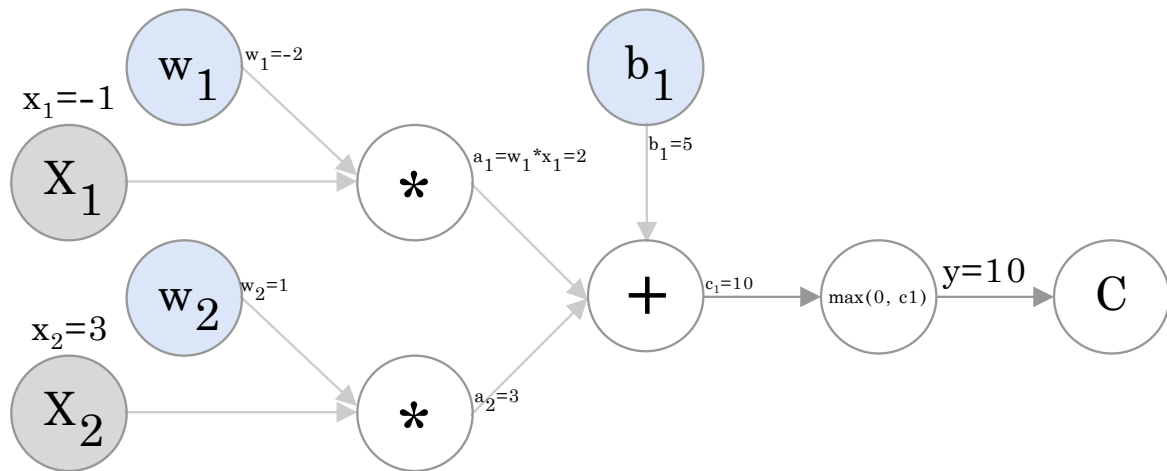 w₁
w₁=-2
b₁
x₁=-1
X₁
*
a₁=w₁*x₁=2
b₁=5
w₂
w₂=1
+
c₁=10
max(0, c1)
y=10
C
x₂=3
X₂
*
a₂=3